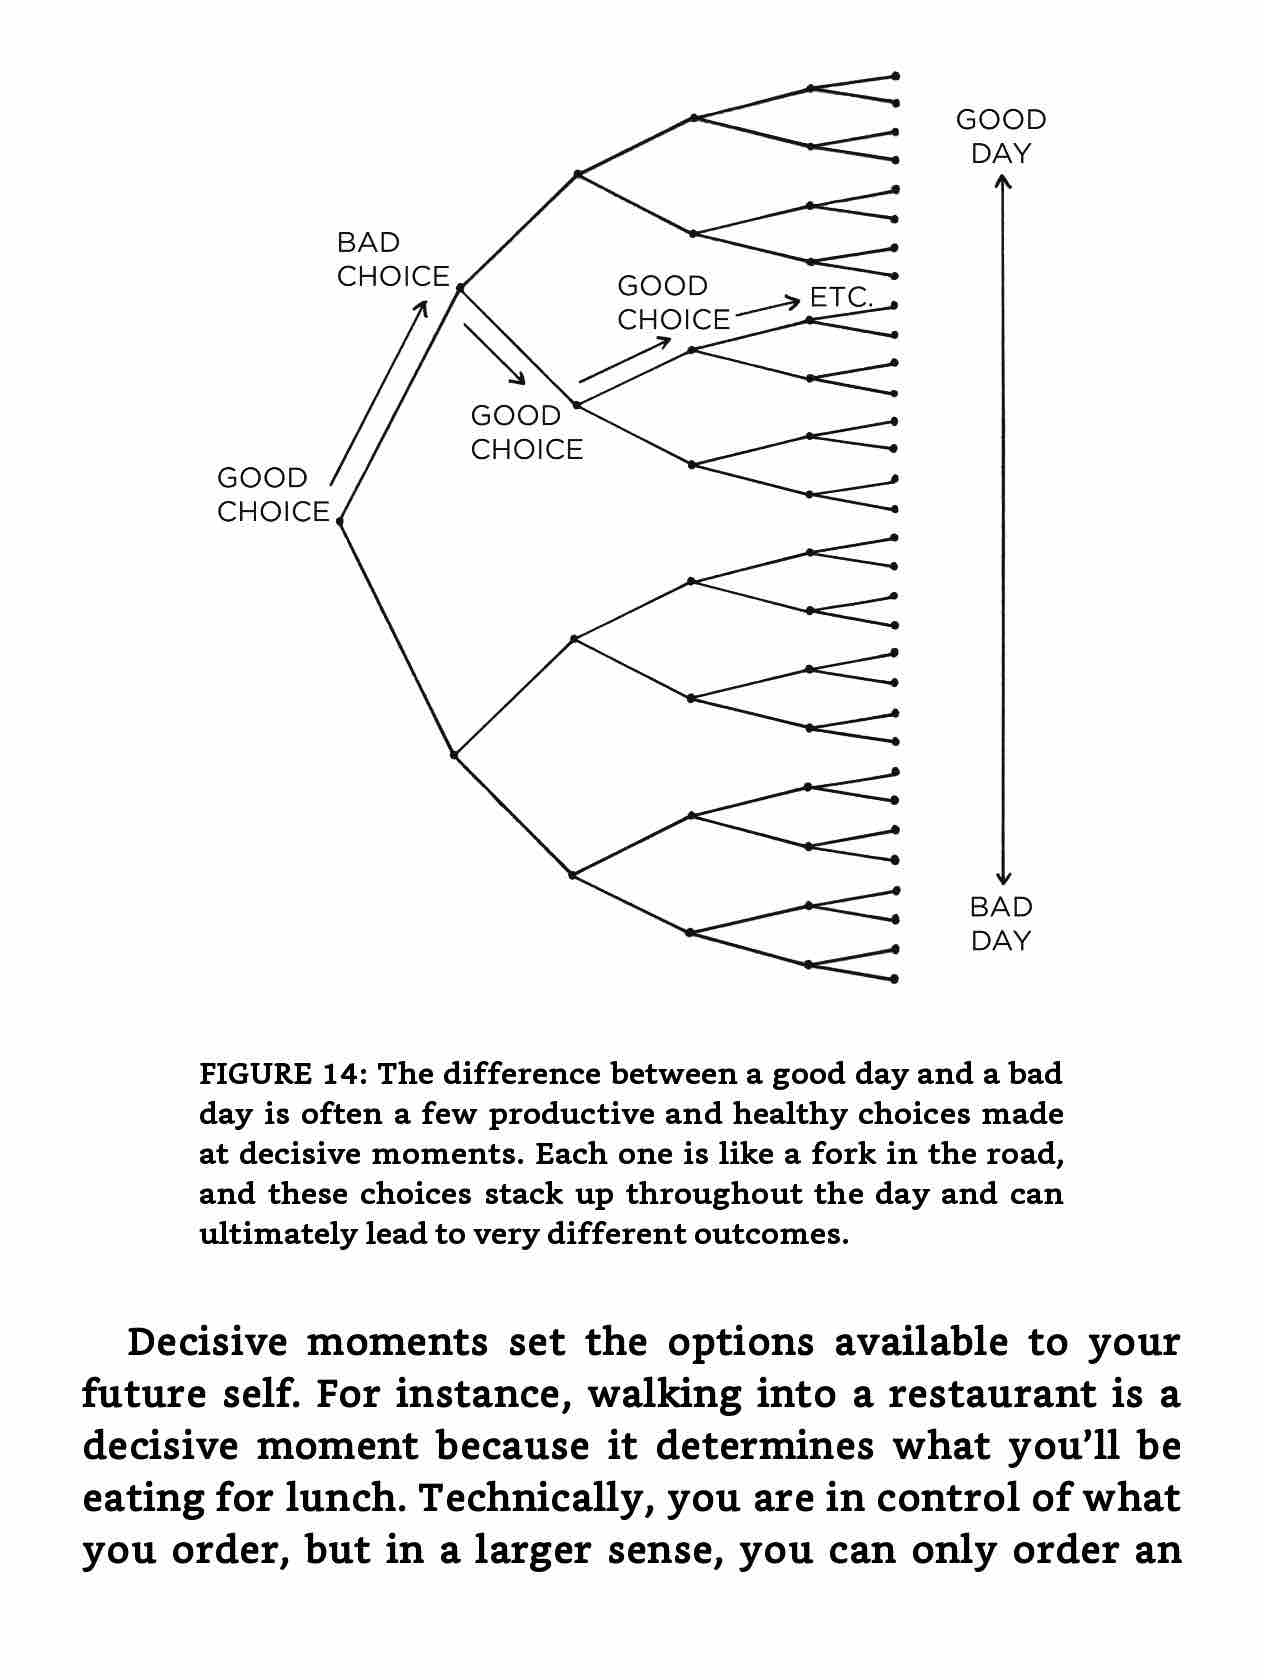 GOOD
DAY
BAD
CHOICE
GOOD
CHOICE
ETC.
GOOD
CHOICE
GOOD
CHOICE
BAD
DAY
FIGURE 14: The difference between a good day and a bad
day is often a few productive and healthy choices made
at decisive moments. Each one is like a fork in the road,
and these choices stack up throughout the day and can
ultimately lead to very different outcomes.
Decisive moments set the options available to your
future self. For instance, walking into a restaurant is a
decisive moment because it determines what you’ll be
eating for lunch. Technically, you are in control of what
you order, but in a larger sense, you can only order an